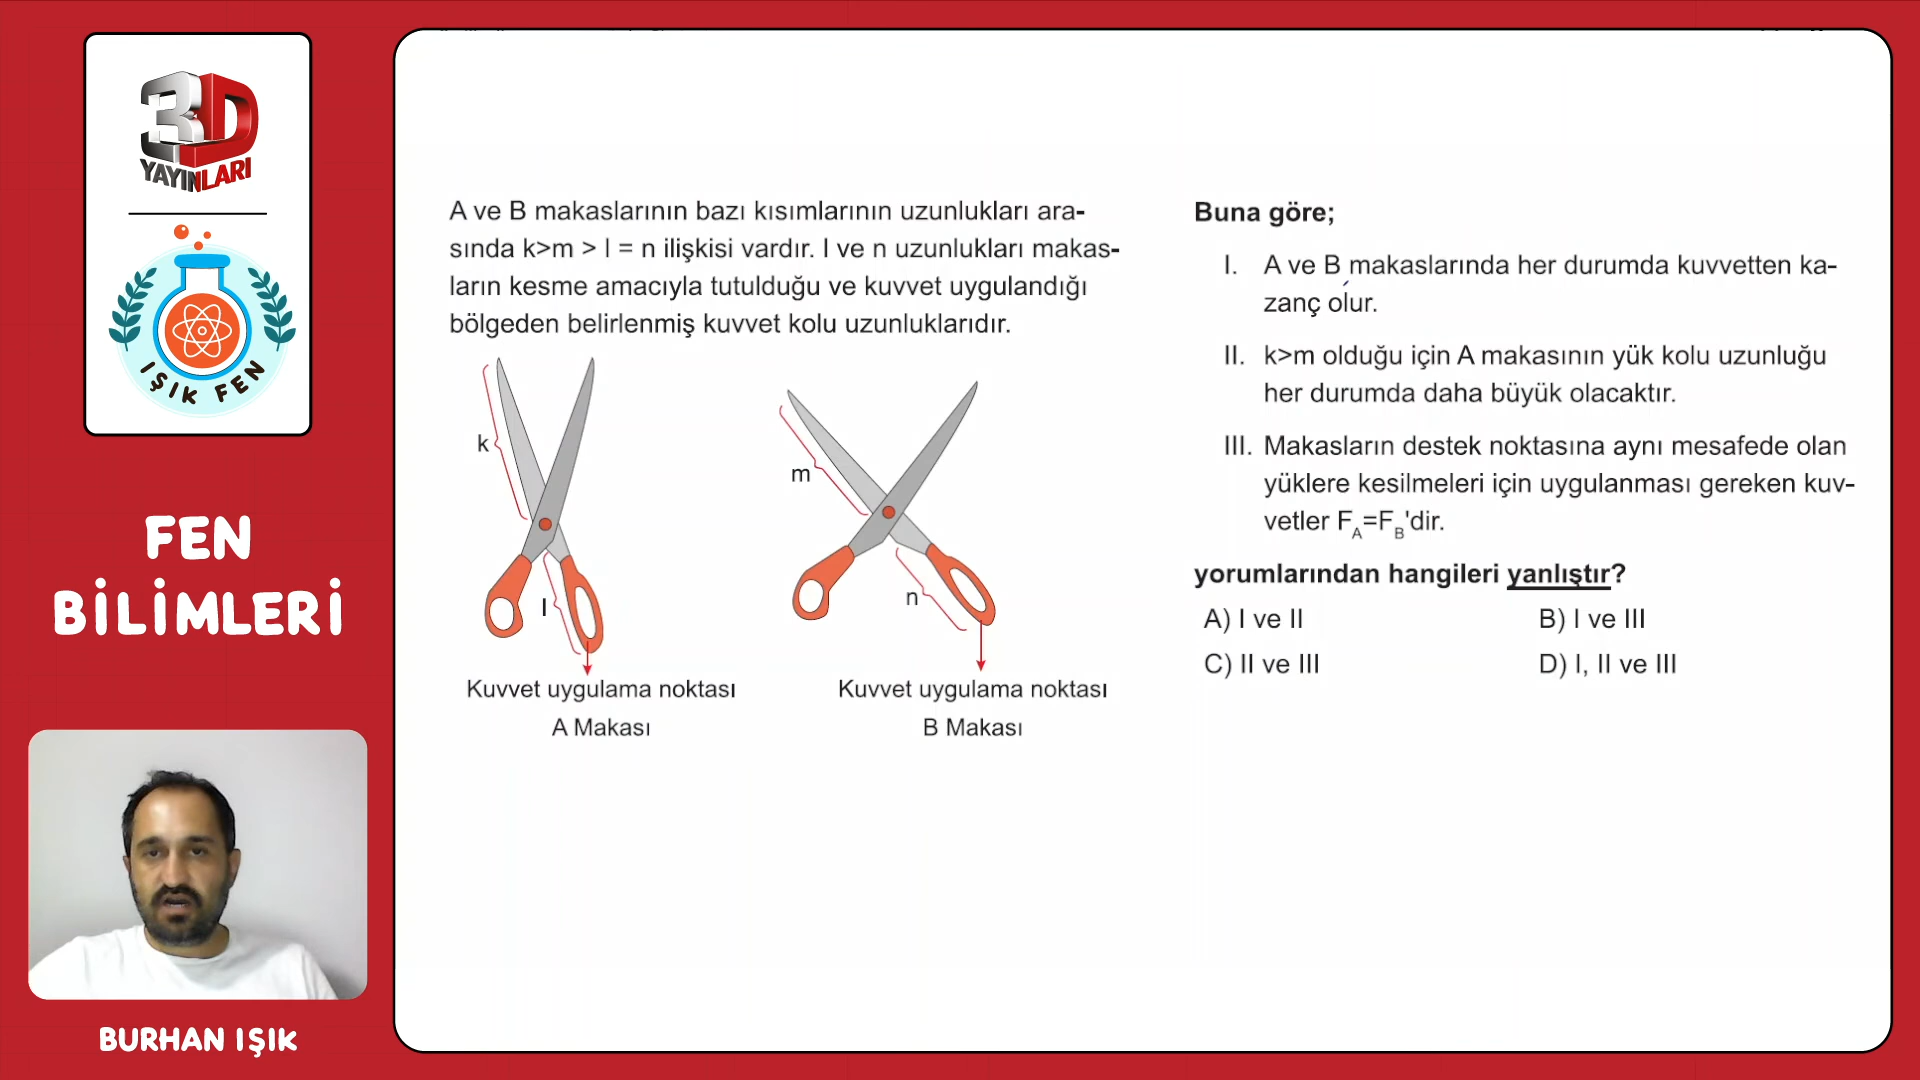 3D
YAYINLARI
IŞIK FEN
FEN
BİLİMLERİ
BURHAN IŞIK
A ve B makaslarının bazı kısımlarının uzunlukları ara-
sında k>m > l = n ilişkisi vardır. l ve n uzunlukları makas-
ların kesme amacıyla tutulduğu ve kuvvet uygulandığı
bölgeden belirlenmiş kuvvet kolu uzunluklarıdır.
k
l
Kuvvet uygulama noktası
A Makası
m
n
Kuvvet uygulama noktası
B Makası
Buna göre;
I. A ve B makaslarında her durumda kuvvetten ka-
zanç olur.
II. k>m olduğu için A makasının yük kolu uzunluğu
her durumda daha büyük olacaktır.
III. Makasların destek noktasına aynı mesafede olan
yüklere kesilmeleri için uygulanması gereken kuv-
vetler F_A=F_B'dir.
yorumlarından hangileri yanlıştır?
A) I ve II
B) I ve III
C) II ve III
D) I, II ve III